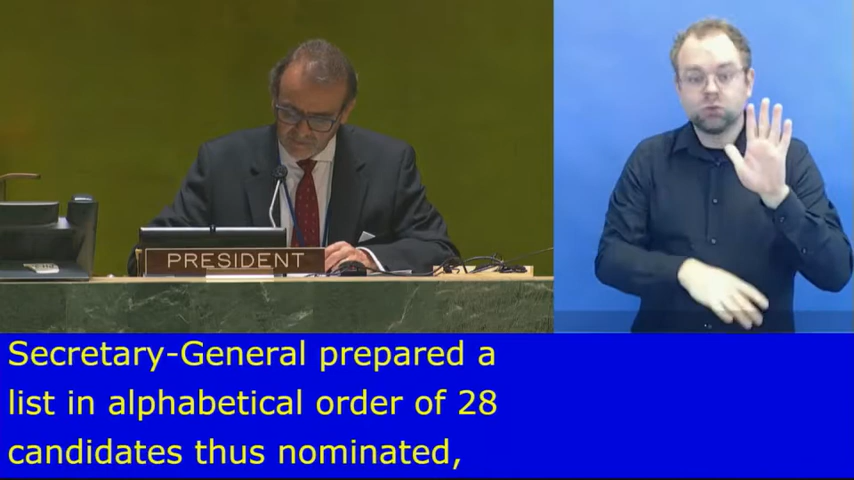 PRESIDENT
Secretary-General prepared a
list in alphabetical order of 28
candidates thus nominated,